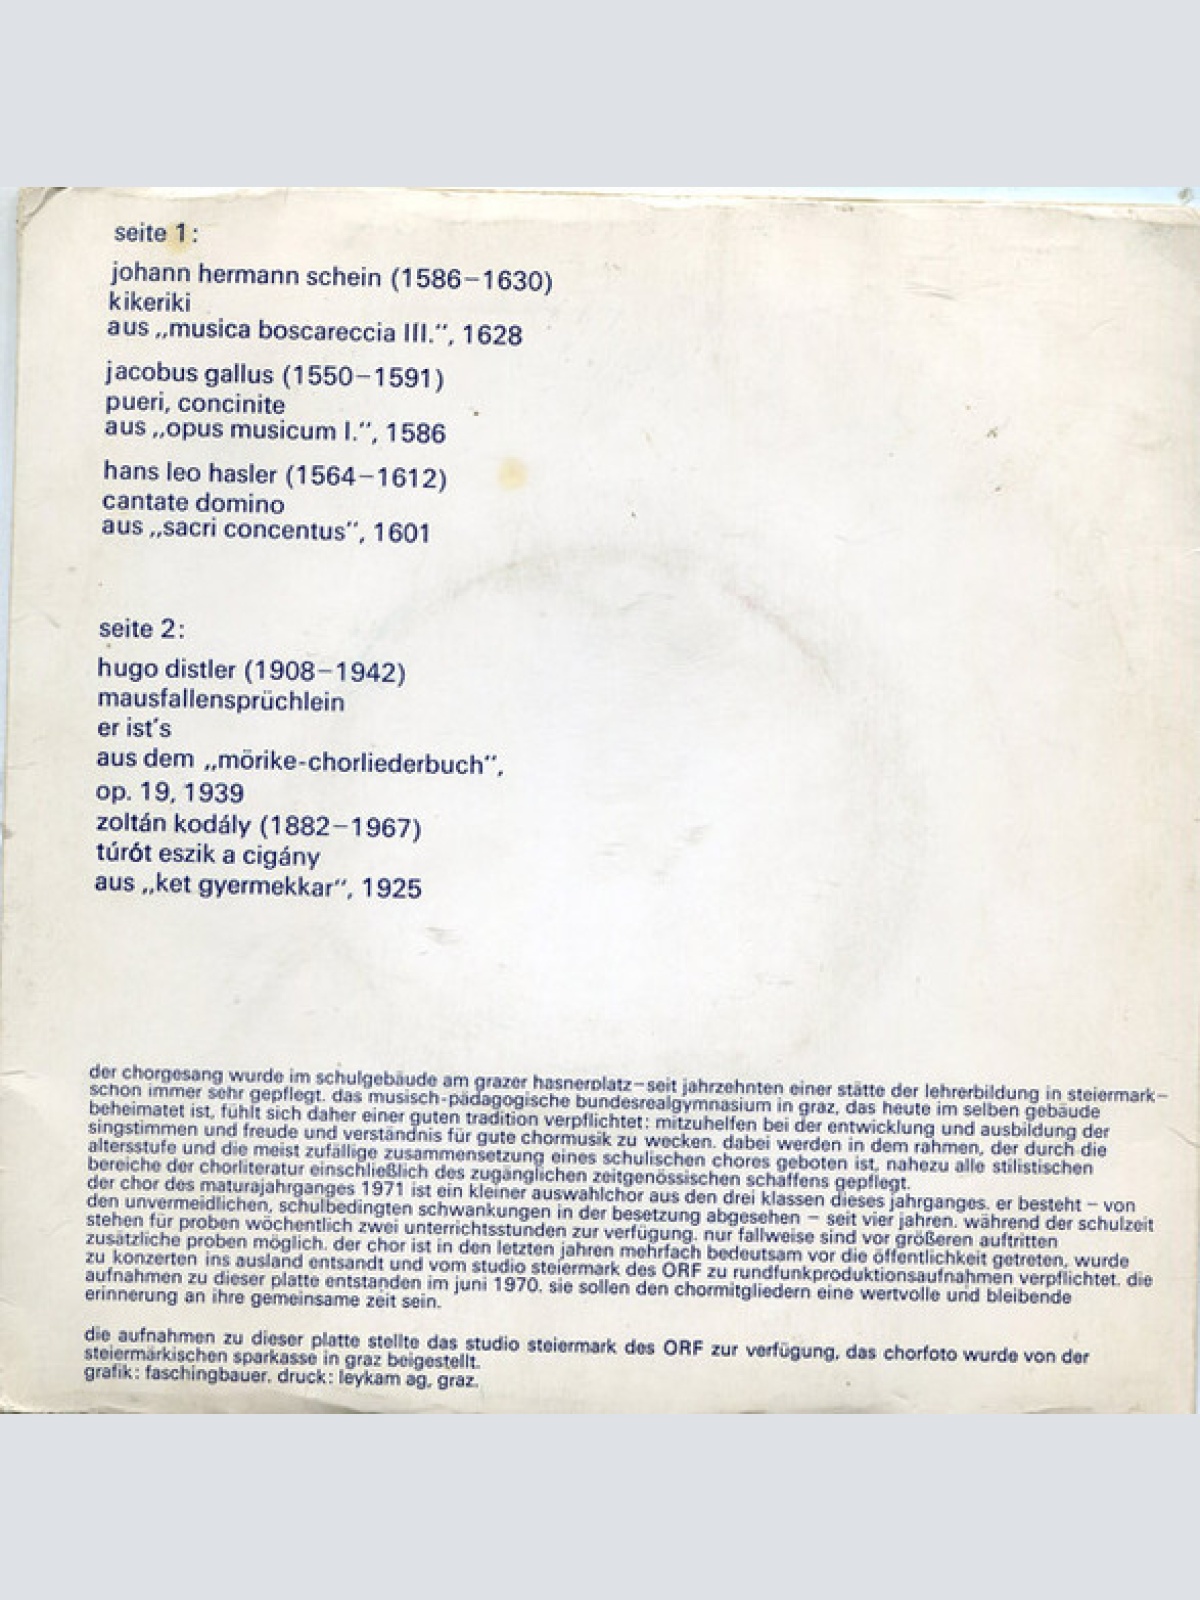 seite 1:
johann hermann schein (1586–1630)
kikeriki
aus „musica boscareccia III.", 1628
jacobus gallus (1550–1591)
pueri, concinite
aus „opus musicum I.", 1586
hans leo hasler (1564–1612)
cantate domino
aus „sacri concentus", 1601
seite 2:
hugo distler (1908–1942)
mausfallensprüchlein
er ist's
aus dem „mörike-chorliederbuch",
op. 19, 1939
zoltán kodály (1882–1967)
túrót eszik a cigány
aus „ket gyermekkar", 1925
der chorgesang wurde im schulgebäude am grazer hasnerplatz–seit jahrzehnten einer stätte der lehrerbildung in steiermark–
schon immer sehr gepflegt. das musisch-pädagogische bundesrealgymnasium in graz, das heute im selben gebäude
beheimatet ist, fühlt sich daher einer guten tradition verpflichtet: mitzuhelfen bei der entwicklung und ausbildung der
singstimmen und freude und verständnis für gute chormusik zu wecken. dabei werden in dem rahmen, der durch die
altersstufe und die meist zufällige zusammensetzung eines schulischen chores geboten ist, nahezu alle stilistischen
bereiche der chorliteratur einschließlich des zugänglichen zeitgenössischen schaffens gepflegt.
der chor des maturajahrganges 1971 ist ein kleiner auswahlchor aus den drei klassen dieses jahrganges. er besteht – von
den unvermeidlichen, schulbedingten schwankungen in der besetzung abgesehen – seit vier jahren. während der schulzeit
stehen für proben wöchentlich zwei unterrichtsstunden zur verfügung. nur fallweise sind vor größeren auftritten
zusätzliche proben möglich. der chor ist in den letzten jahren mehrfach bedeutsam vor die öffentlichkeit getreten, wurde
zu konzerten ins ausland entsandt und vom studio steiermark des ORF zu rundfunkproduktionsaufnahmen verpflichtet. die
aufnahmen zu dieser platte entstanden im juni 1970. sie sollen den chormitgliedern eine wertvolle und bleibende
erinnerung an ihre gemeinsame zeit sein.
die aufnahmen zu dieser platte stellte das studio steiermark des ORF zur verfügung, das chorfoto wurde von der
steiermärkischen sparkasse in graz beigestellt.
grafik: faschingbauer. druck: leykam ag, graz.